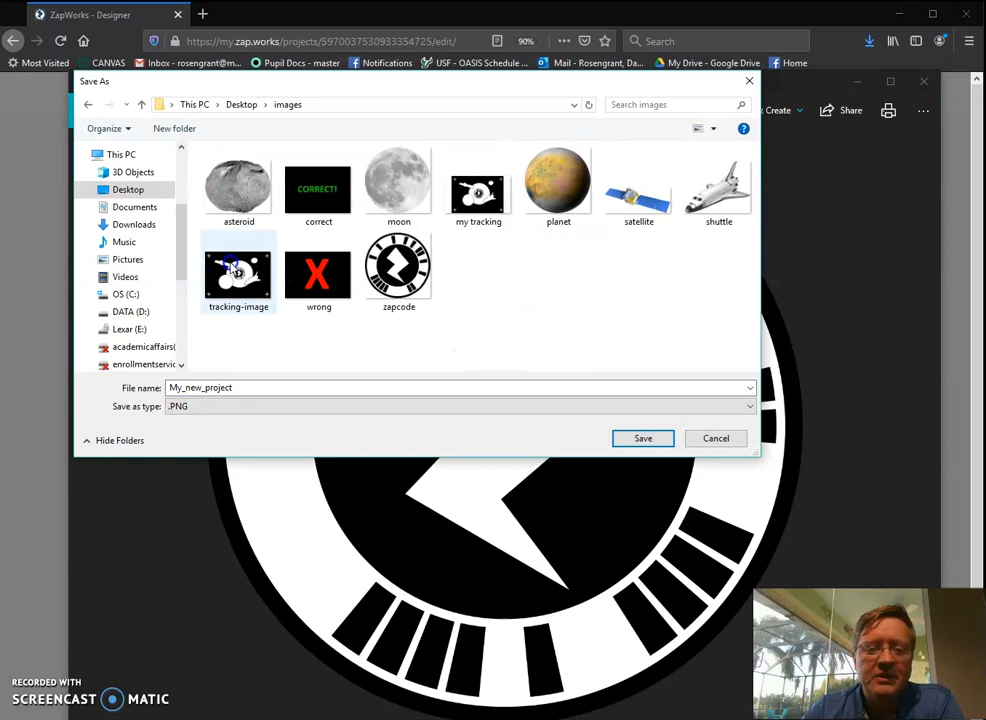 ZapWorks - Designer
https://my.zap.works/projects/5970037530933354725/edit/
90%
Search
Most Visited
CANVAS
Inbox - rosengrant.d...
Pupil Docs - master
Notifications
USF - OASIS Schedul...
Mail - Rosengrant, Da...
My Drive - Google Drive
Home
Save As
This PC > Desktop > images
Search images
Create
Share
Organize
New folder
This PC
3D Objects
Desktop
Documents
Downloads
Music
Pictures
Videos
OS (C:)
DATA (D:)
Lexar (E:)
academicaffairs(
enrollmentservic
CORRECT!
asteroid
correct
moon
my tracking
planet
satellite
shuttle
tracking-image
wrong
zapcode
File name: My_new_project
Save as type: .PNG
Hide Folders
Save
Cancel
RECORDED WITH
SCREENCAST MATIC